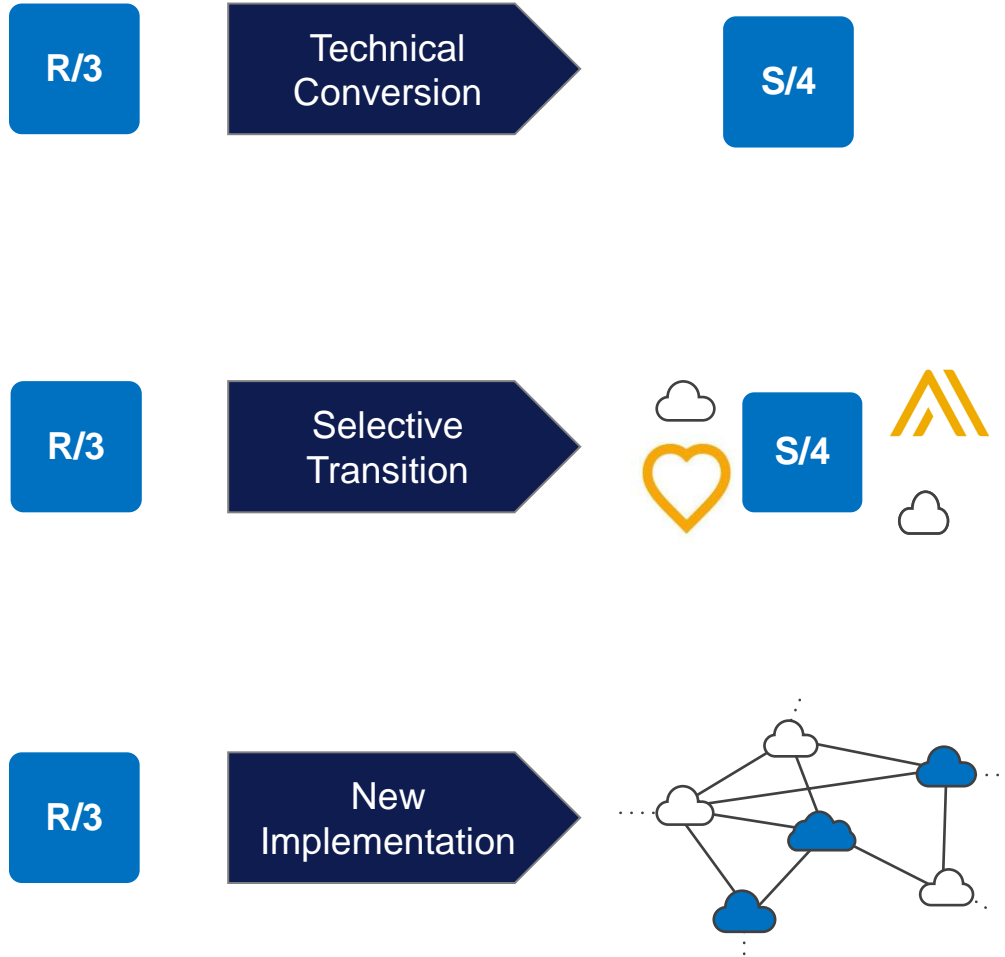 R/3
Technical
Conversion
S/4
R/3
Selective
Transition
S/4
R/3
New
Implementation